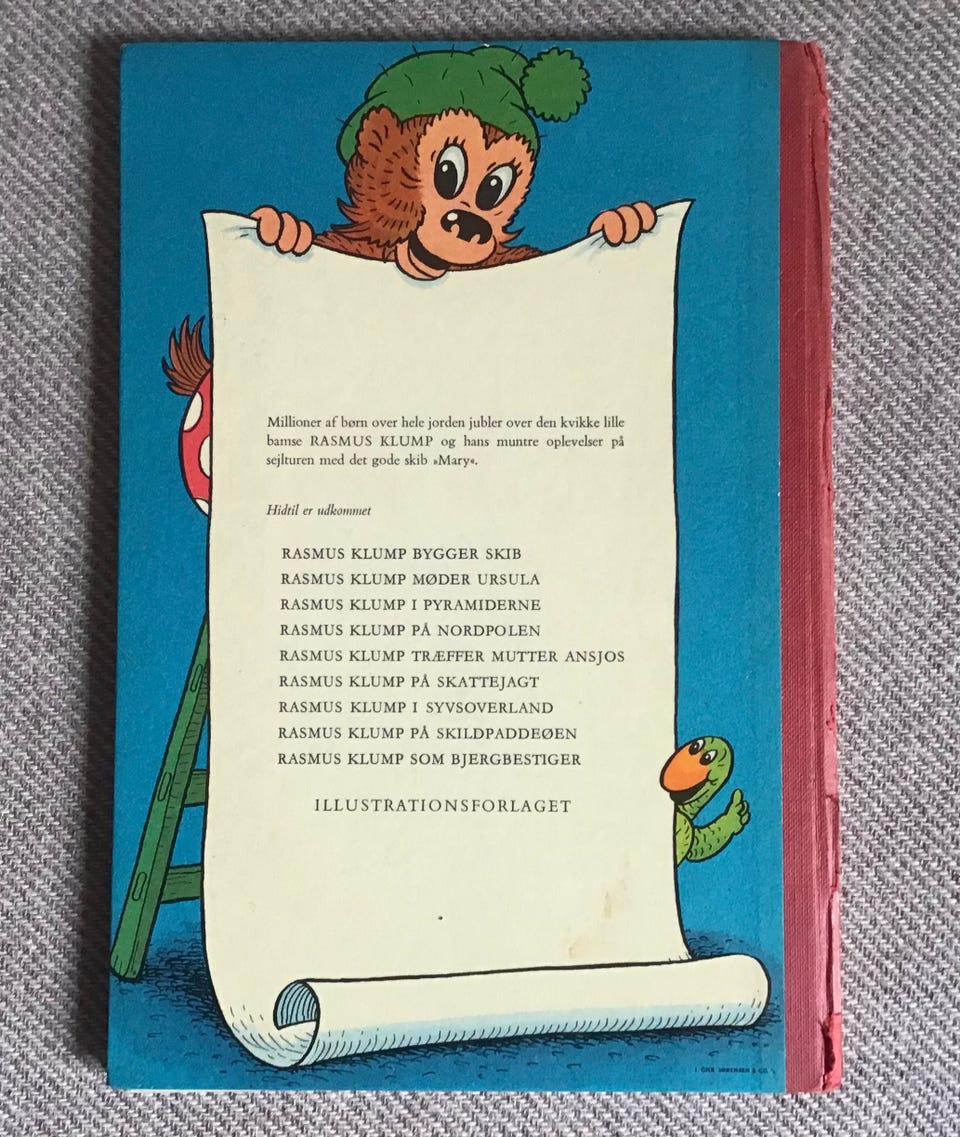 Millioner af børn over hele jorden jubler over den kvikke lille
bamse RASMUS KLUMP og hans muntre oplevelser på
sejlturen med det gode skib »Mary«.
Hidtil er udkommet
RASMUS KLUMP BYGGER SKIB
RASMUS KLUMP MØDER URSULA
RASMUS KLUMP I PYRAMIDERNE
RASMUS KLUMP PÅ NORDPOLEN
RASMUS KLUMP TRÆFFER MUTTER ANSJOS
RASMUS KLUMP PÅ SKATTEJAGT
RASMUS KLUMP I SYVSOVERLAND
RASMUS KLUMP PÅ SKILDPADDEØEN
RASMUS KLUMP SOM BJERGBESTIGER
ILLUSTRATIONSFORLAGET
I. CHR. SØRENSEN & CO.